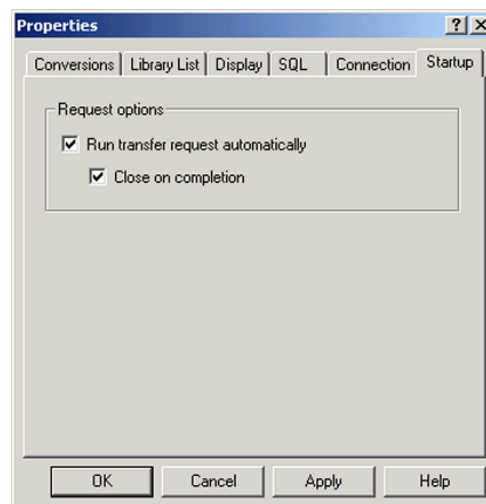 Properties
Conversions Library List Display SQL Connection Startup
Request options
Run transfer request automatically
Close on completion
OK Cancel Apply Help